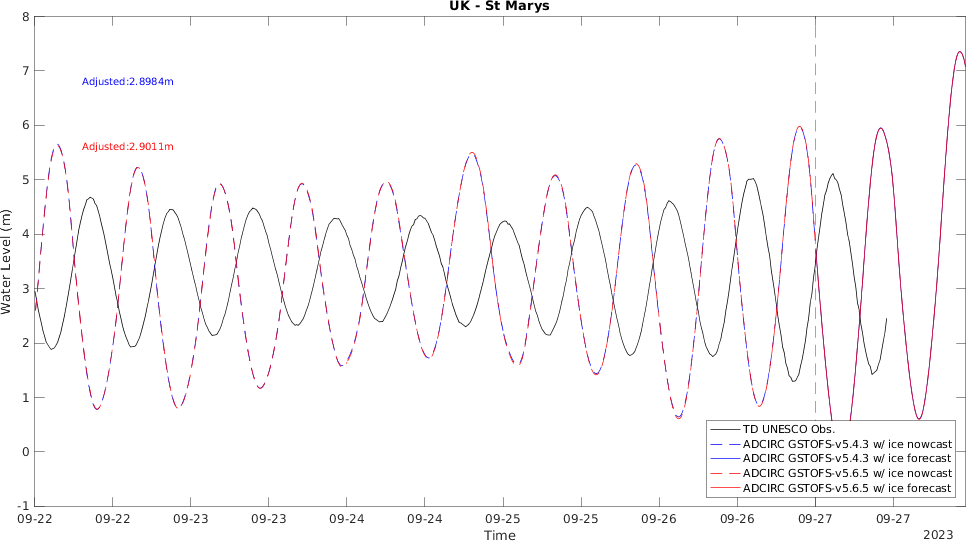 UK - St Marys
8
7
6
5
4
3
2
1
0
-1
Water Level (m)
Adjusted:2.8984m
Adjusted:2.9011m
TD UNESCO Obs.
ADCIRC GSTOFS-v5.4.3 w/ ice nowcast
ADCIRC GSTOFS-v5.4.3 w/ ice forecast
ADCIRC GSTOFS-v5.6.5 w/ ice nowcast
ADCIRC GSTOFS-v5.6.5 w/ ice forecast
09-22 09-22 09-23 09-23 09-24 09-24 09-25 09-25 09-26 09-26 09-27 09-27
Time
2023